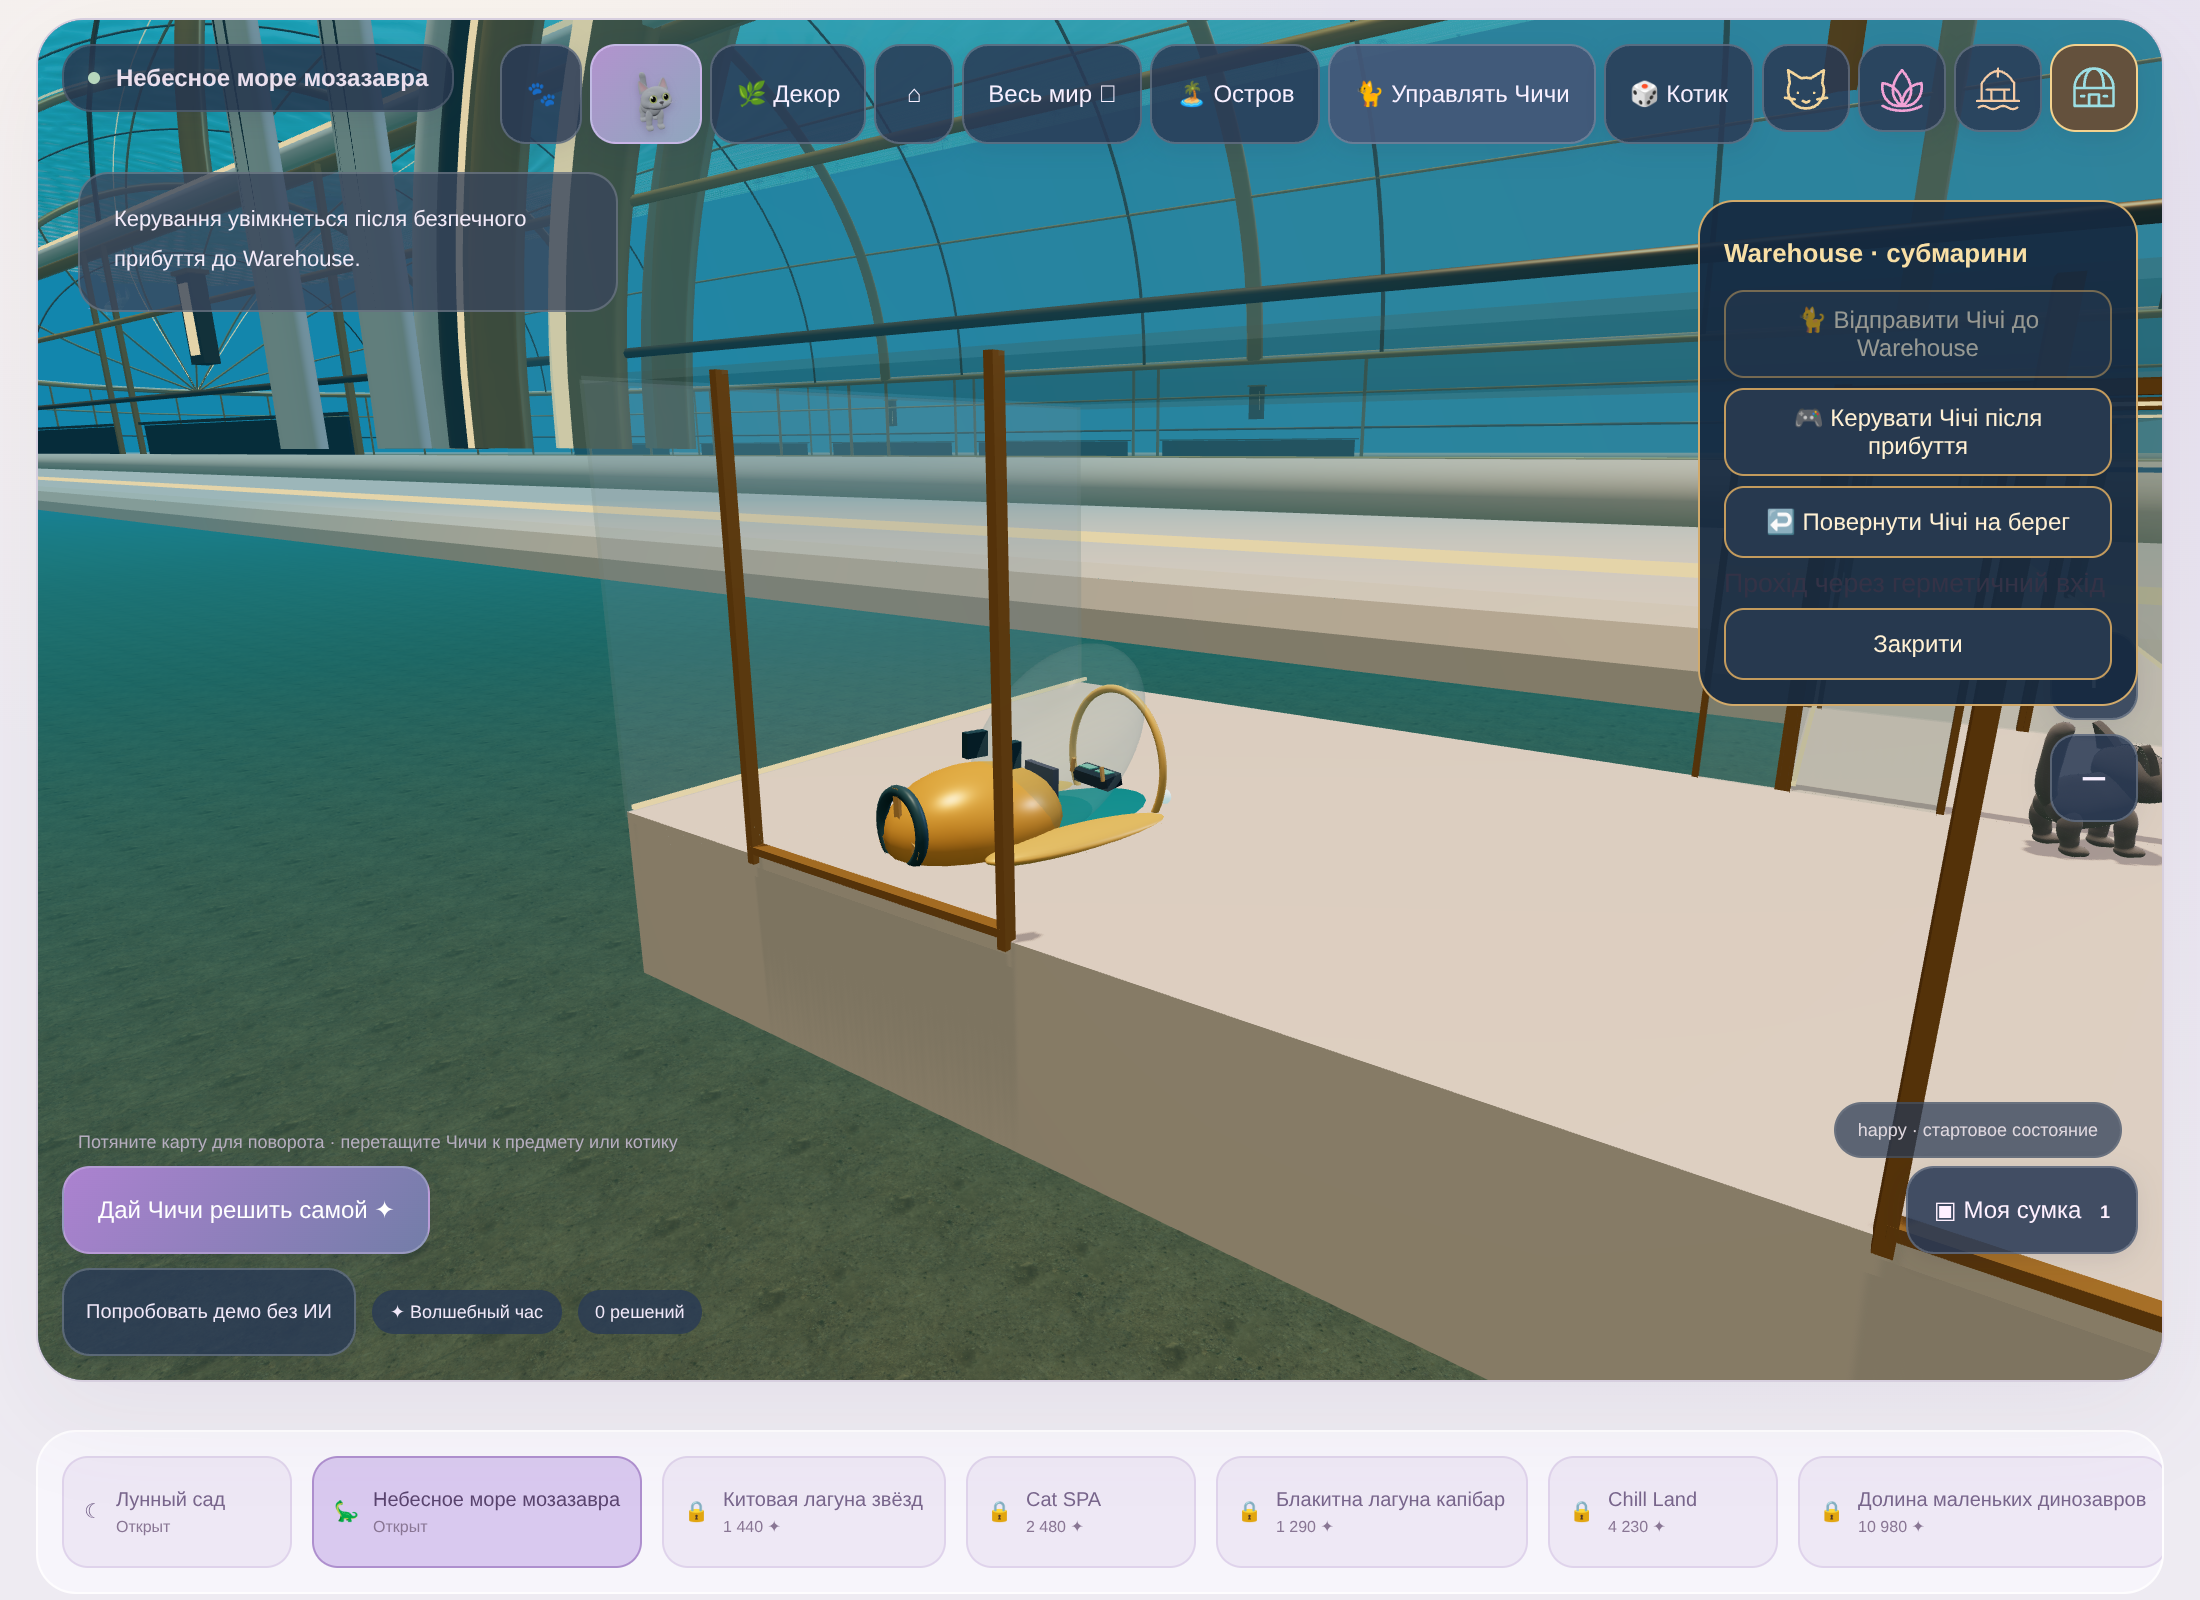 Небесное море мозазавра
🌿 Декор
⌂
Весь мир
🏝️ Остров
🐈 Управлять Чичи
🎲 Котик
Керування увімкнеться після безпечного
прибуття до Warehouse.
Warehouse · субмарини
🐈 Відправити Чічі до
Warehouse
🎮 Керувати Чічі після
прибуття
↩️ Повернути Чічі на берег
Прохід через герметичний вхід
Закрити
−
Потяните карту для поворота · перетащите Чичи к предмету или котику
happy · стартовое состояние
Дай Чичи решить самой ✦
▣ Моя сумка 1
Попробовать демо без ИИ
✦ Волшебный час
0 решений
☾ Лунный сад
Открыт
🦕 Небесное море мозазавра
Открыт
🔒 Китовая лагуна звёзд
1 440 ✦
🔒 Cat SPA
2 480 ✦
🔒 Блакитна лагуна капібар
1 290 ✦
🔒 Chill Land
4 230 ✦
🔒 Долина маленьких динозавров
10 980 ✦